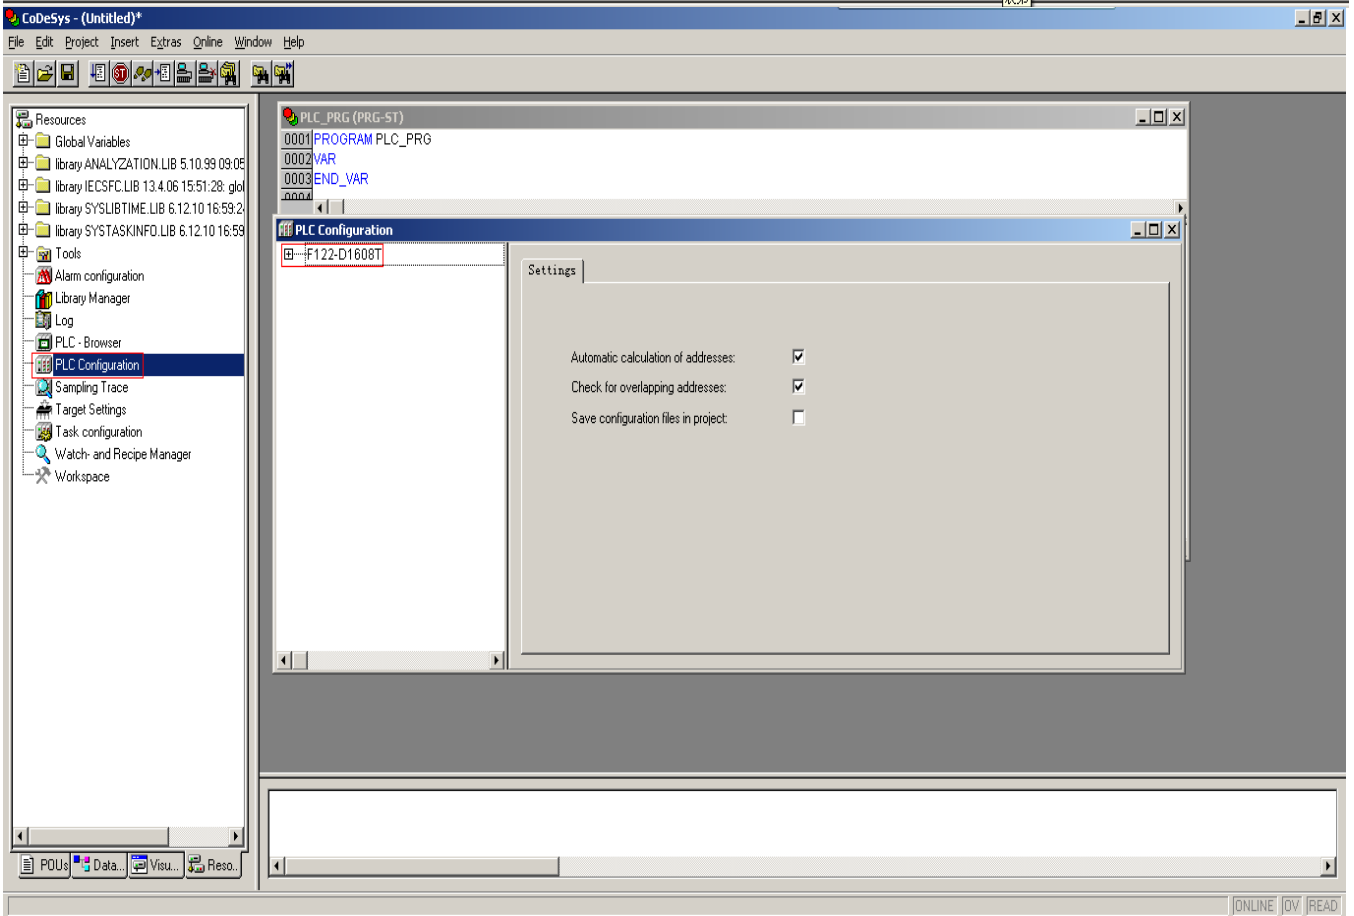 CoDeSys - (Untitled)*
File Edit Project Insert Extras Online Window Help
Resources
Global Variables
library ANALYZATION.LIB 5.10.99 09:05
library IECSFC.LIB 13.4.06 15:51:28: glol
library SYSLIBTIME.LIB 6.12.10 16:59:2
library SYSTASKINFO.LIB 6.12.10 16:59
Tools
Alarm configuration
Library Manager
Log
PLC - Browser
PLC Configuration
Sampling Trace
Target Settings
Task configuration
Watch- and Recipe Manager
Workspace
POUs Data... Visu... Reso..
PLC_PRG (PRG-ST)
0001 PROGRAM PLC_PRG
0002 VAR
0003 END_VAR
0004
PLC Configuration
F122-D1608T
Settings
Automatic calculation of addresses:
Check for overlapping addresses:
Save configuration files in project:
ONLINE OV READ